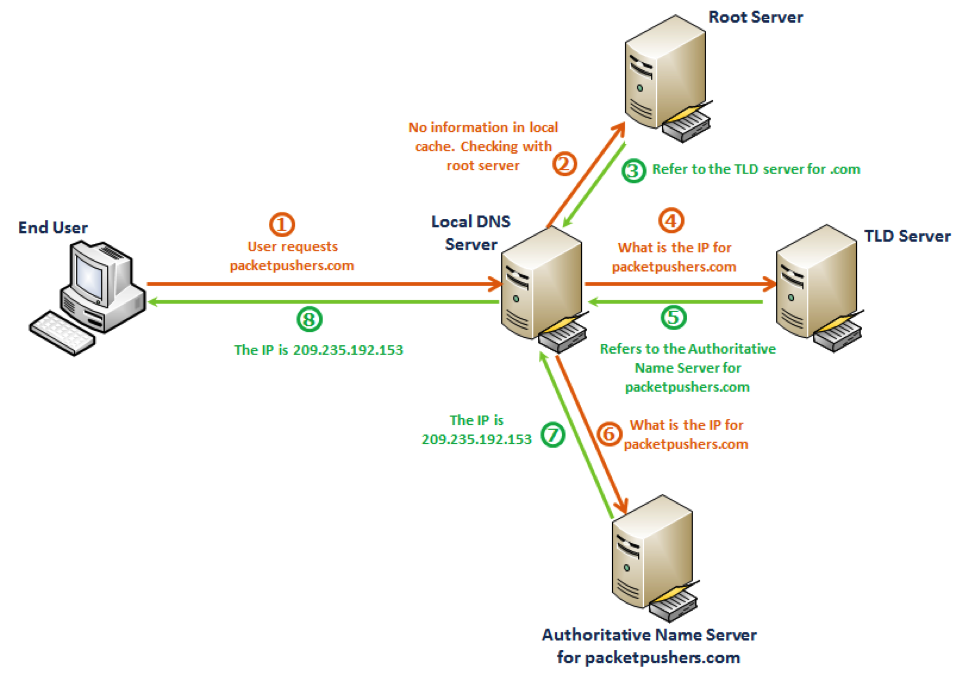 Root Server
No information in local
cache. Checking with
root server
2
3
Refer to the TLD server for .com
End User
1
User requests
packetpushers.com
Local DNS
Server
4
What is the IP for
packetpushers.com
TLD Server
8
The IP is 209.235.192.153
5
Refers to the Authoritative
Name Server for
packetpushers.com
The IP is
209.235.192.153
7
6
What is the IP for
packetpushers.com
Authoritative Name Server
for packetpushers.com